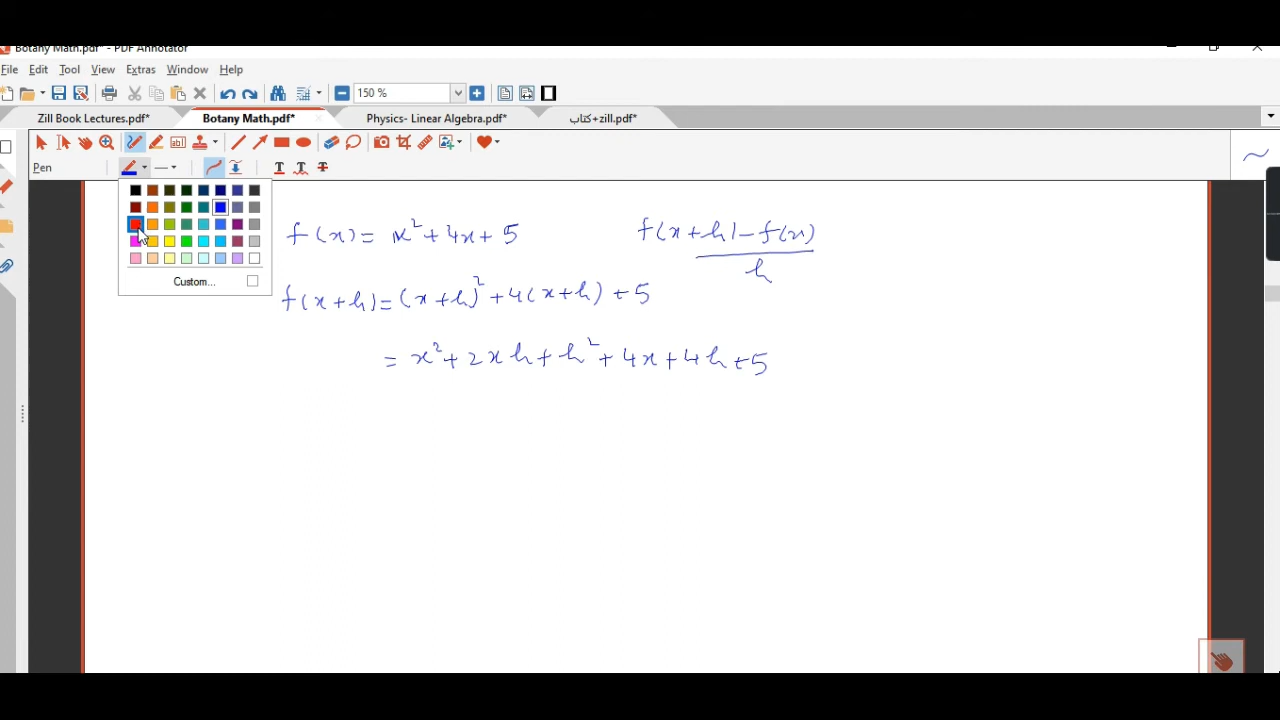 Botany Math.pdf* - PDF Annotator
File Edit Tool View Extras Window Help
150 %
Zill Book Lectures.pdf* Botany Math.pdf* Physics- Linear Algebra.pdf* کتاب+zill.pdf*
Pen
Custom...
f(x) = x² + 4x + 5
f(x+h) - f(x)
h
f(x+h) = (x+h)² + 4(x+h) + 5
= x² + 2xh + h² + 4x + 4h + 5